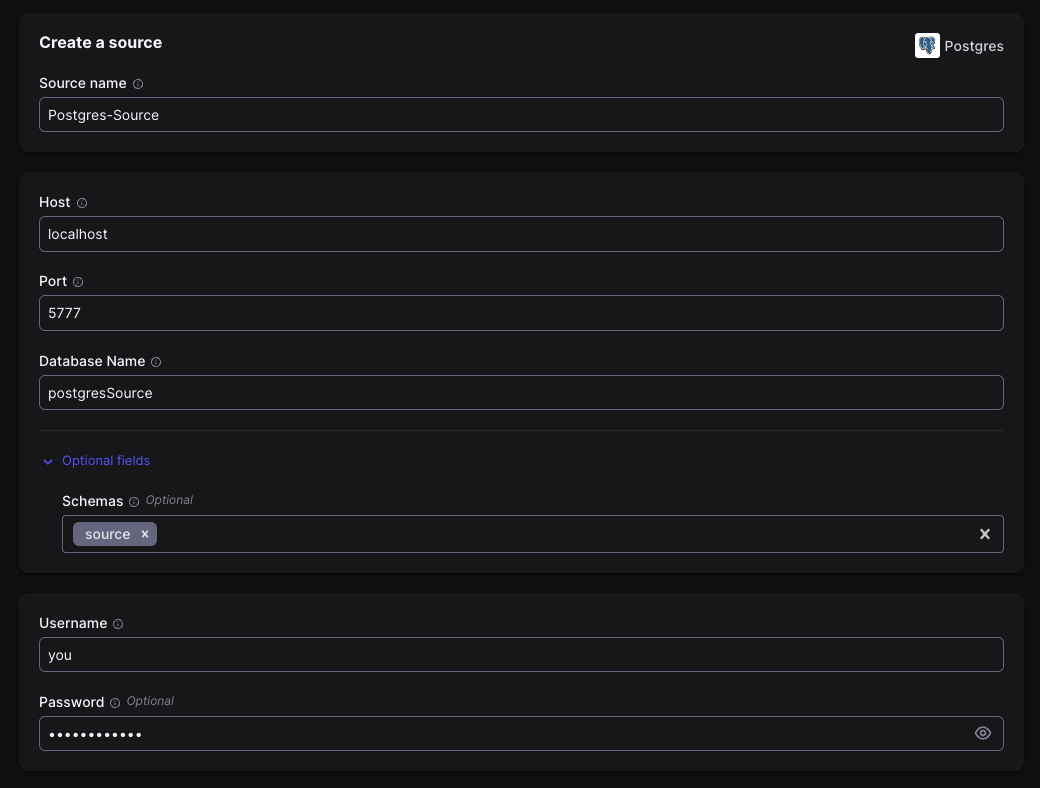 Create a source
Postgres
Source name
Postgres-Source
Host
localhost
Port
5777
Database Name
postgresSource
Optional fields
Schemas Optional
source
Username
you
Password Optional
••••••••••••